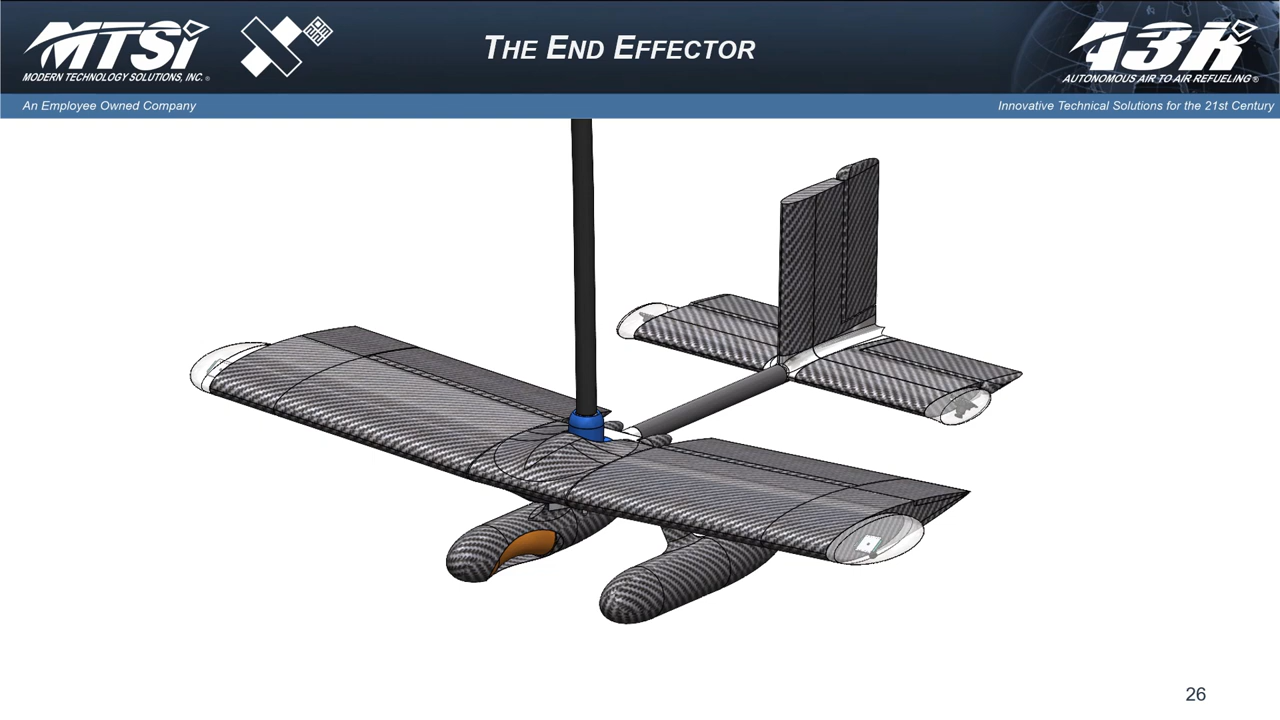 MTSI
MODERN TECHNOLOGY SOLUTIONS, INC.®
THE END EFFECTOR
A3R
AUTONOMOUS AIR TO AIR REFUELING®
An Employee Owned Company
Innovative Technical Solutions for the 21st Century
26